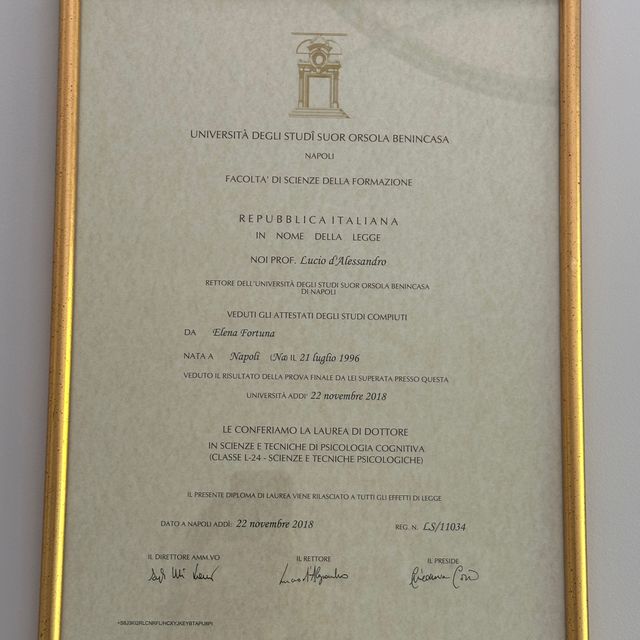 UNIVERSITÀ DEGLI STUDÎ SUOR ORSOLA BENINCASA
NAPOLI
FACOLTA' DI SCIENZE DELLA FORMAZIONE
REPUBBLICA ITALIANA
IN NOME DELLA LEGGE
NOI PROF. Lucio d'Alessandro
RETTORE DELL'UNIVERSITÀ DEGLI STUDI SUOR ORSOLA BENINCASA
DI NAPOLI
VEDUTI GLI ATTESTATI DEGLI STUDI COMPIUTI
DA Elena Fortuna
NATA A Napoli (Na) IL 21 luglio 1996
VEDUTO IL RISULTATO DELLA PROVA FINALE DA LEI SUPERATA PRESSO QUESTA
UNIVERSITÀ ADDI' 22 novembre 2018
LE CONFERIAMO LA LAUREA DI DOTTORE
IN SCIENZE E TECNICHE DI PSICOLOGIA COGNITIVA
(CLASSE L-24 - SCIENZE E TECNICHE PSICOLOGICHE)
IL PRESENTE DIPLOMA DI LAUREA VIENE RILASCIATO A TUTTI GLI EFFETTI DI LEGGE
DATO A NAPOLI ADDÌ: 22 novembre 2018 REG. N. LS/11034
IL DIRETTORE AMM.VO IL RETTORE IL PRESIDE